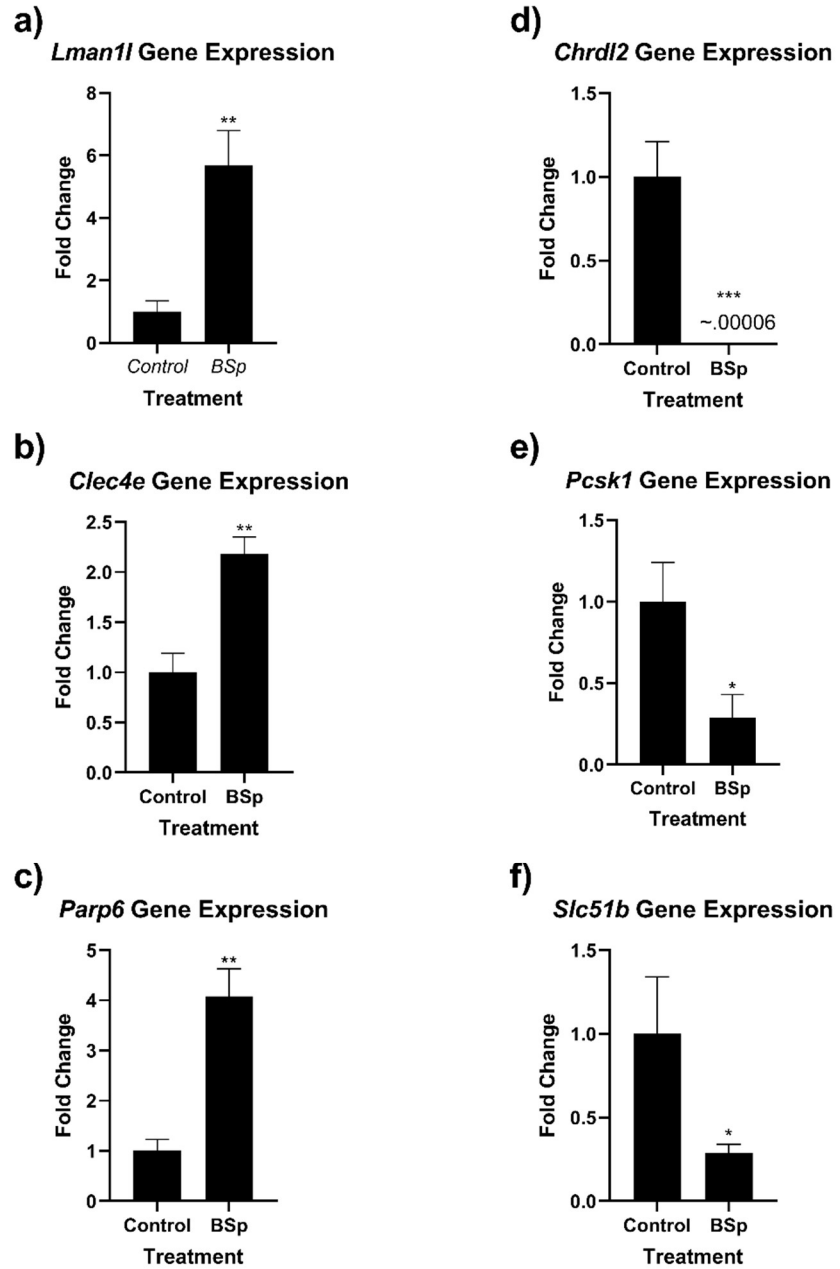 a)
Lman1l Gene Expression
Fold Change
8
6
4
2
0
**
Control BSp
Treatment
b)
Clec4e Gene Expression
Fold Change
2.5
2.0
1.5
1.0
0.5
0.0
**
Control BSp
Treatment
c)
Parp6 Gene Expression
Fold Change
5
4
3
2
1
0
**
Control BSp
Treatment
d)
Chrdl2 Gene Expression
Fold Change
1.5
1.0
0.5
0.0
***
~.00006
Control BSp
Treatment
e)
Pcsk1 Gene Expression
Fold Change
1.5
1.0
0.5
0.0
*
Control BSp
Treatment
f)
Slc51b Gene Expression
Fold Change
1.5
1.0
0.5
0.0
*
Control BSp
Treatment